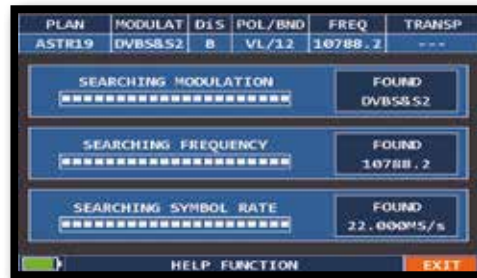 PLAN MODULAT DiS POL/BND FREQ TRANSP
ASTR19 DVBS&S2 B VL/12 10788.2 ---
SEARCHING MODULATION
FOUND
DVBS&S2
SEARCHING FREQUENCY
FOUND
10788.2
SEARCHING SYMBOL RATE
FOUND
22.000MS/s
HELP FUNCTION EXIT